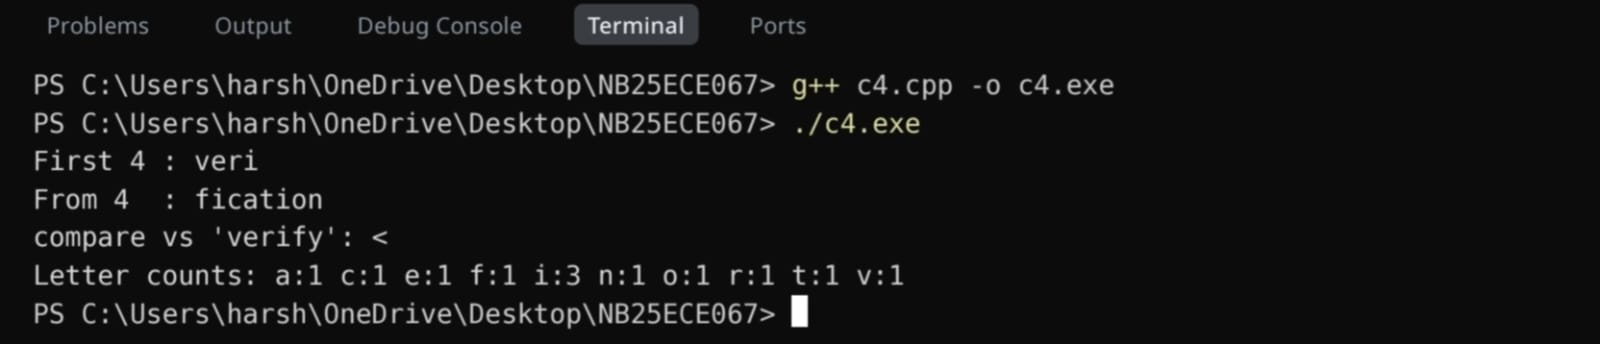 Problems Output Debug Console Terminal Ports
PS C:\Users\harsh\OneDrive\Desktop\NB25ECE067> g++ c4.cpp -o c4.exe
PS C:\Users\harsh\OneDrive\Desktop\NB25ECE067> ./c4.exe
First 4 : veri
From 4  : fication
compare vs 'verify': <
Letter counts: a:1 c:1 e:1 f:1 i:3 n:1 o:1 r:1 t:1 v:1
PS C:\Users\harsh\OneDrive\Desktop\NB25ECE067>